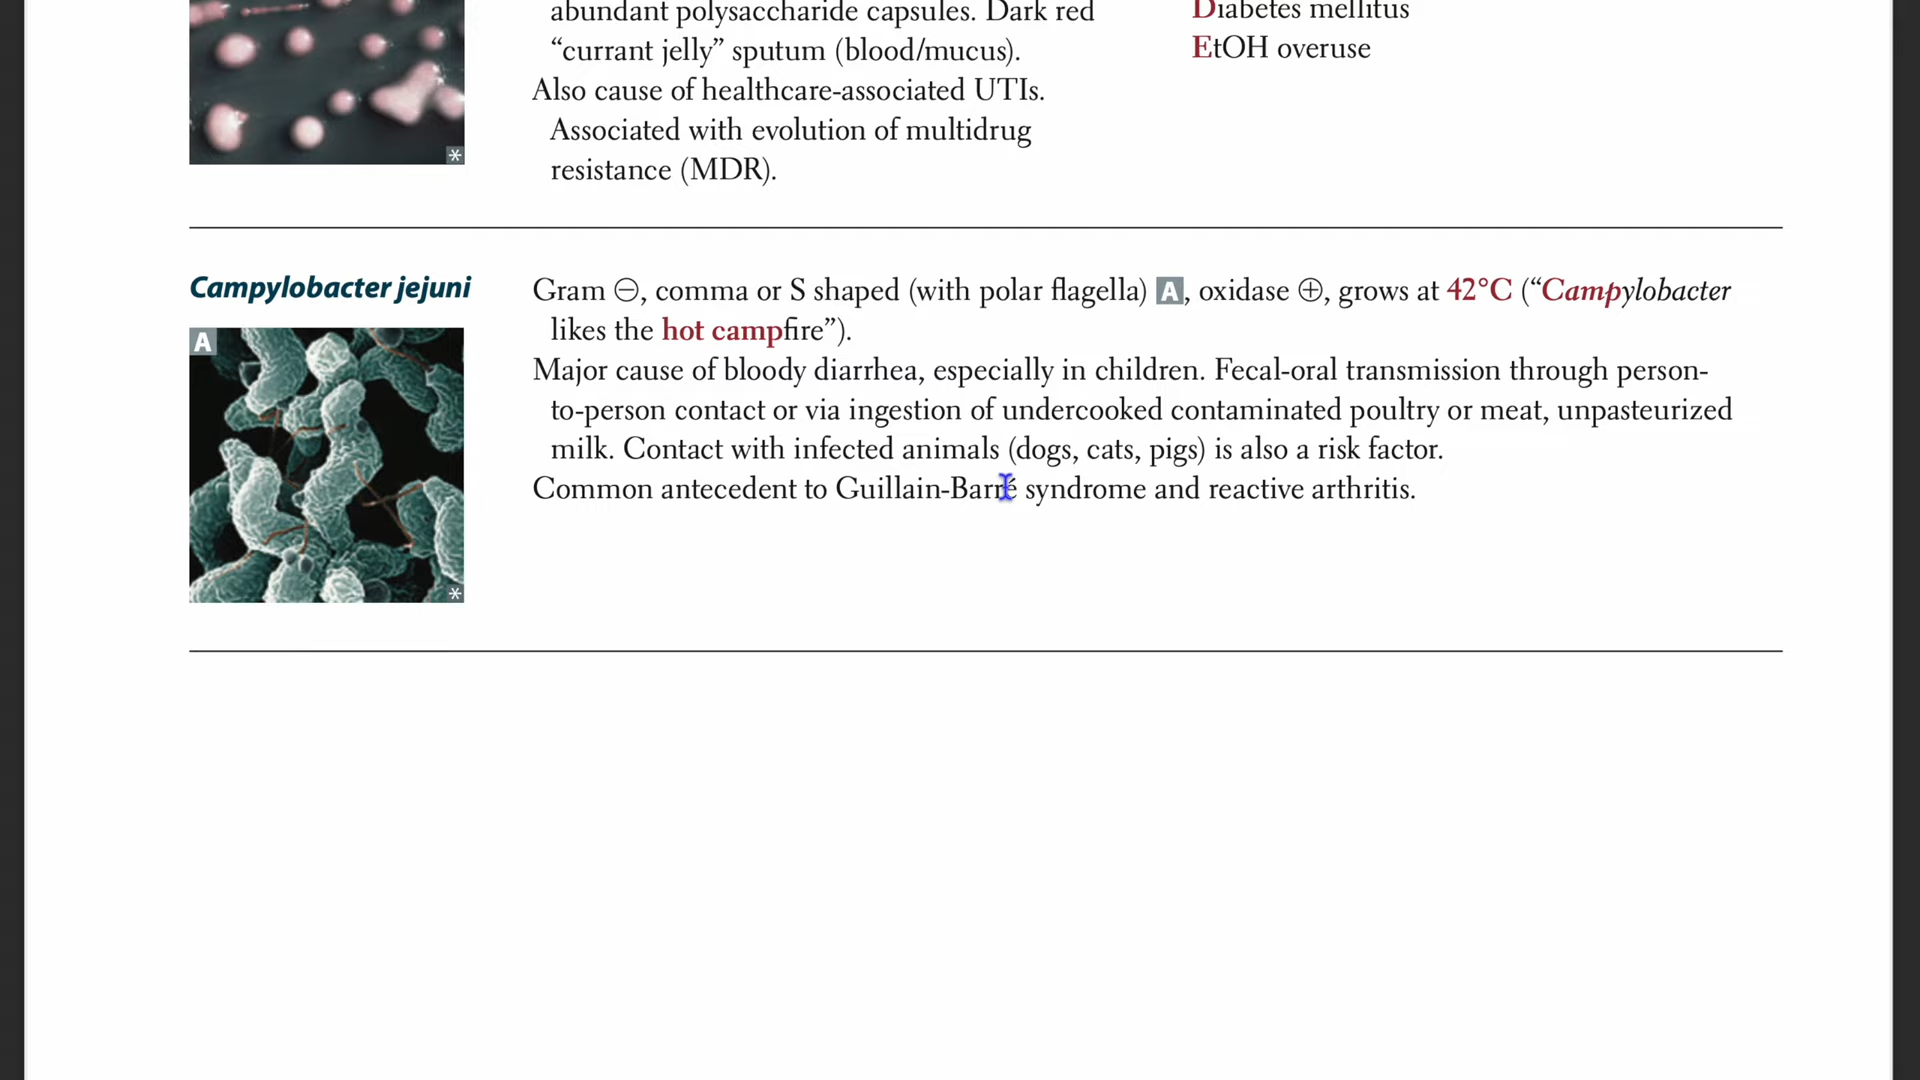 abundant polysaccharide capsules. Dark red
“currant jelly” sputum (blood/mucus).
Also cause of healthcare-associated UTIs.
Associated with evolution of multidrug
resistance (MDR).
Diabetes mellitus
EtOH overuse
*
Campylobacter jejuni
A
*
Gram ⊖, comma or S shaped (with polar flagella) A, oxidase ⊕, grows at 42°C (“Campylobacter
likes the hot campfire”).
Major cause of bloody diarrhea, especially in children. Fecal-oral transmission through person-
to-person contact or via ingestion of undercooked contaminated poultry or meat, unpasteurized
milk. Contact with infected animals (dogs, cats, pigs) is also a risk factor.
Common antecedent to Guillain-Barré syndrome and reactive arthritis.